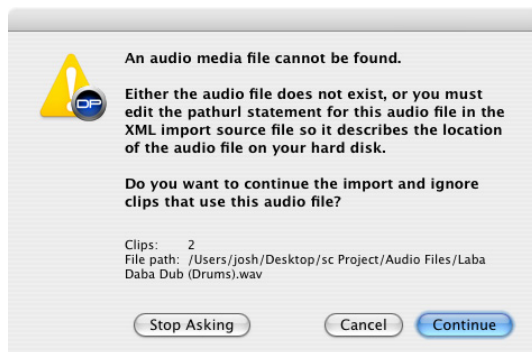 An audio media file cannot be found.
Either the audio file does not exist, or you must
edit the pathurl statement for this audio file in the
XML import source file so it describes the location
of the audio file on your hard disk.
Do you want to continue the import and ignore
clips that use this audio file?
Clips: 2
File path: /Users/josh/Desktop/sc Project/Audio Files/Laba
Daba Dub (Drums).wav
DP
Stop Asking Cancel Continue